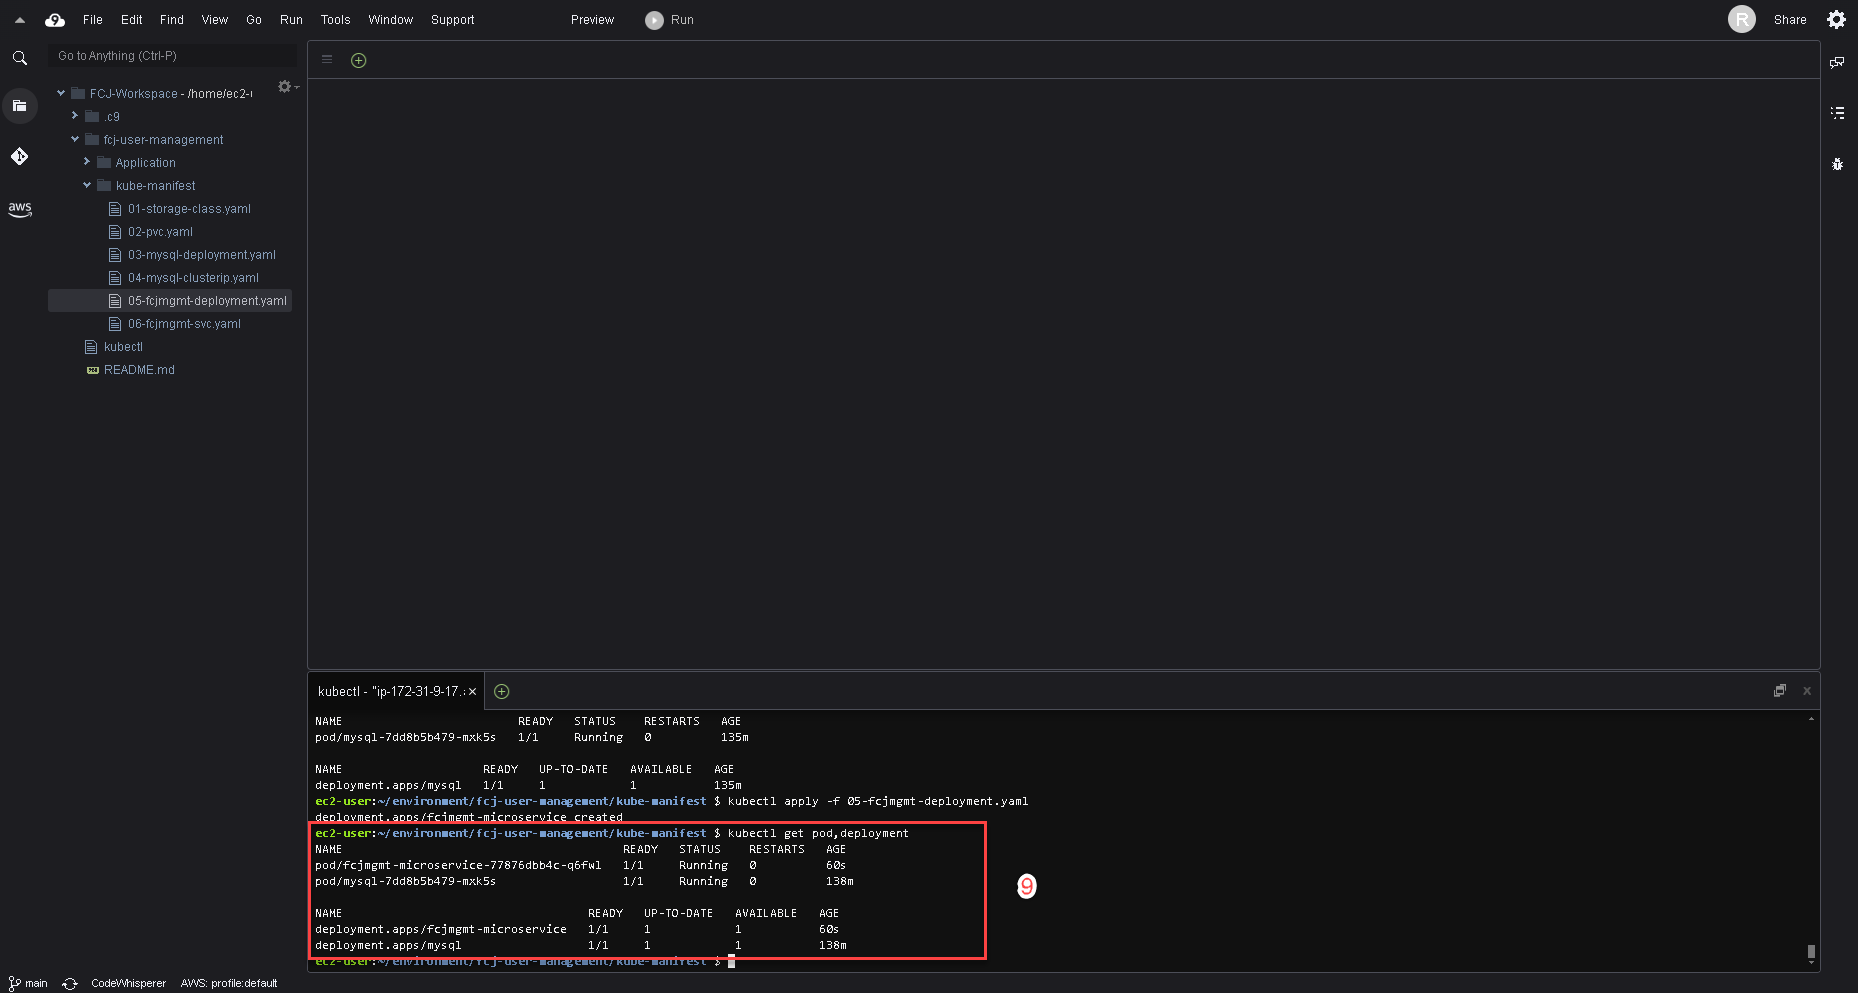 File Edit Find View Go Run Tools Window Support Preview Run R Share
Go to Anything (Ctrl-P)
FCJ-Workspace - /home/ec2-
.c9
fcj-user-management
Application
kube-manifest
aws
01-storage-class.yaml
02-pvc.yaml
03-mysql-deployment.yaml
04-mysql-clusterip.yaml
05-fcjmgmt-deployment.yaml
06-fcjmgmt-svc.yaml
kubectl
README.md
kubectl - "ip-172-31-9-17.
NAME READY STATUS RESTARTS AGE
pod/mysql-7dd8b5b479-mxk5s 1/1 Running 0 135m
NAME READY UP-TO-DATE AVAILABLE AGE
deployment.apps/mysql 1/1 1 1 135m
ec2-user:~/environment/fcj-user-management/kube-manifest $ kubectl apply -f 05-fcjmgmt-deployment.yaml
deployment.apps/fcjmgmt-microservice created
ec2-user:~/environment/fcj-user-management/kube-manifest $ kubectl get pod,deployment
NAME READY STATUS RESTARTS AGE
pod/fcjmgmt-microservice-77876dbb4c-q6fwl 1/1 Running 0 60s
pod/mysql-7dd8b5b479-mxk5s 1/1 Running 0 138m
NAME READY UP-TO-DATE AVAILABLE AGE
deployment.apps/fcjmgmt-microservice 1/1 1 1 60s
deployment.apps/mysql 1/1 1 1 138m
ec2-user:~/environment/fcj-user-management/kube-manifest $
9
main CodeWhisperer AWS: profile:default